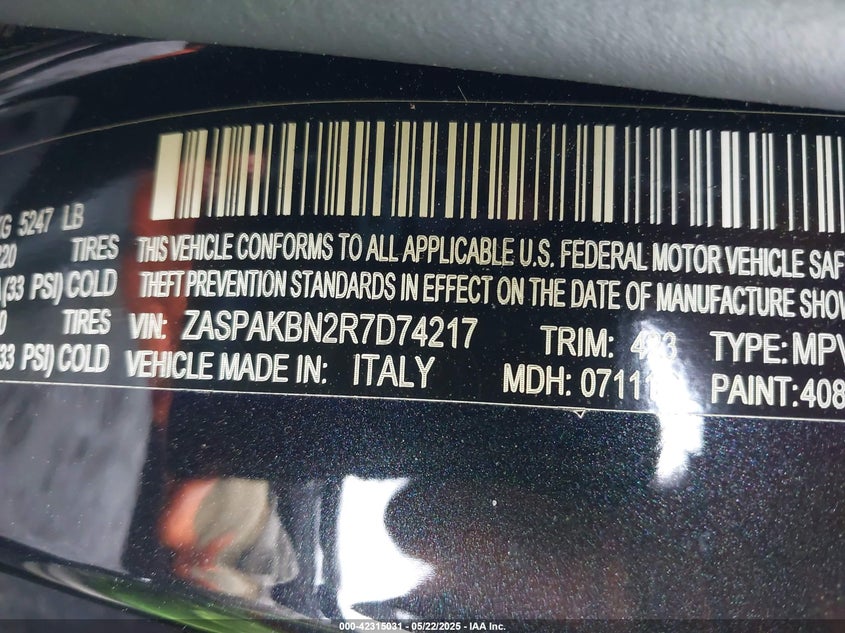 KG 5247 LB
TIRES THIS VEHICLE CONFORMS TO ALL APPLICABLE U.S. FEDERAL MOTOR VEHICLE SAF
(33 PSI) COLD THEFT PREVENTION STANDARDS IN EFFECT ON THE DATE OF MANUFACTURE SHOW
TIRES VIN: ZASPAKBN2R7D74217 TRIM: TYPE: MPV
(33 PSI) COLD VEHICLE MADE IN: ITALY MDH: 07111 PAINT: 408
000-42315031 - 05/22/2025 - IAA Inc.